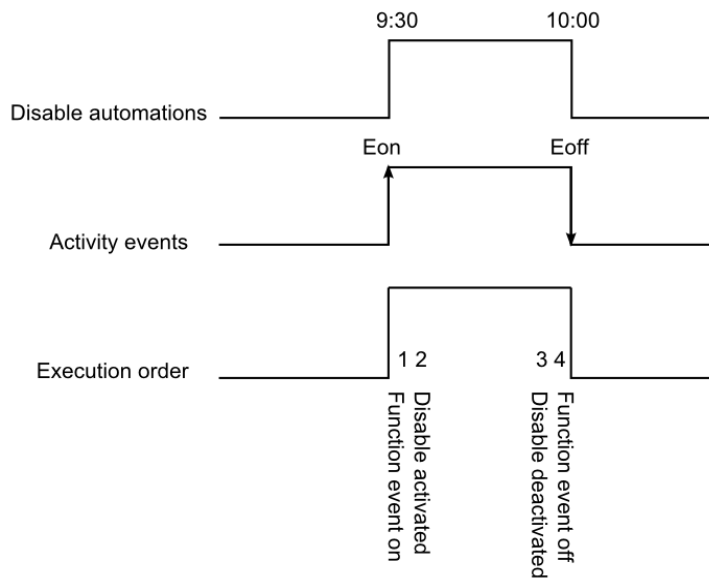 9:30
10:00
Disable automations
Eon
Eoff
Activity events
1 2
3 4
Execution order
Function event on
Disable activated
Disable deactivated
Function event off